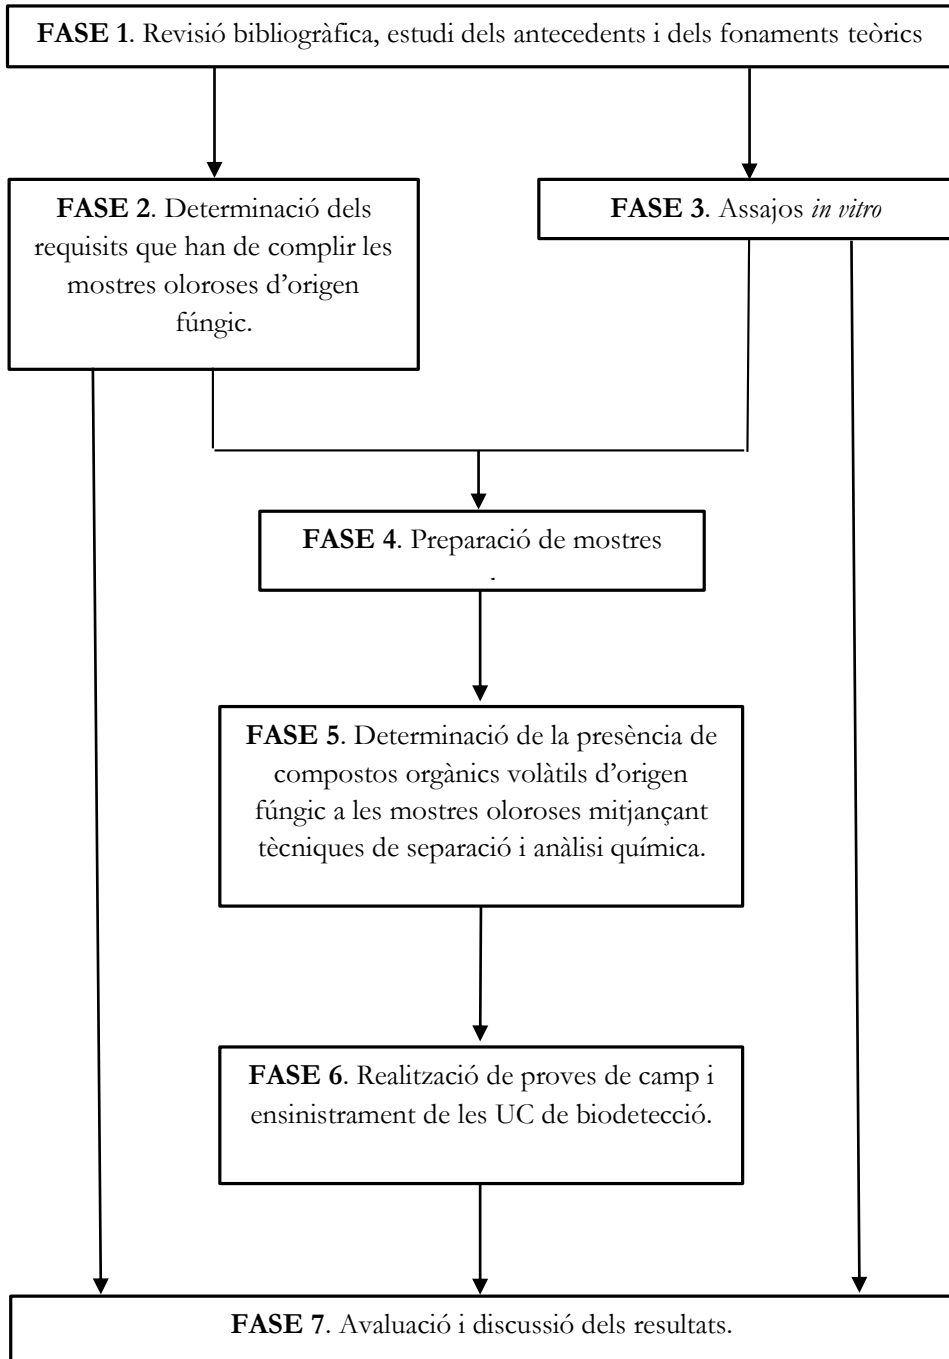 FASE 1. Revisió bibliogràfica, estudi dels antecedents i dels fonaments teòrics
FASE 2. Determinació dels
requisits que han de complir les
mostres oloroses d’origen
fúngic.
FASE 3. Assajos in vitro
FASE 4. Preparació de mostres
.
FASE 5. Determinació de la presència de
compostos orgànics volàtils d’origen
fúngic a les mostres oloroses mitjançant
tècniques de separació i anàlisi química.
FASE 6. Realització de proves de camp i
ensinistrament de les UC de biodetecció.
FASE 7. Avaluació i discussió dels resultats.